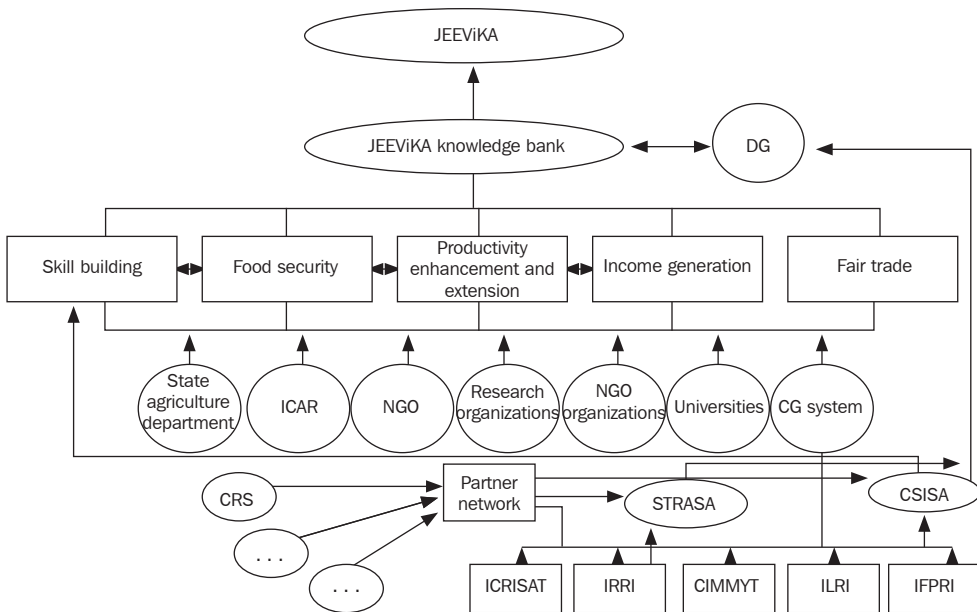 JEEViKA
JEEViKA knowledge bank
DG
Skill building
Food security
Productivity
enhancement and
extension
Income generation
Fair trade
State
agriculture
department
ICAR
NGO
Research
organizations
NGO
organizations
Universities
CG system
CRS
Partner
network
STRASA
CSISA
. . .
. . .
ICRISAT
IRRI
CIMMYT
ILRI
IFPRI